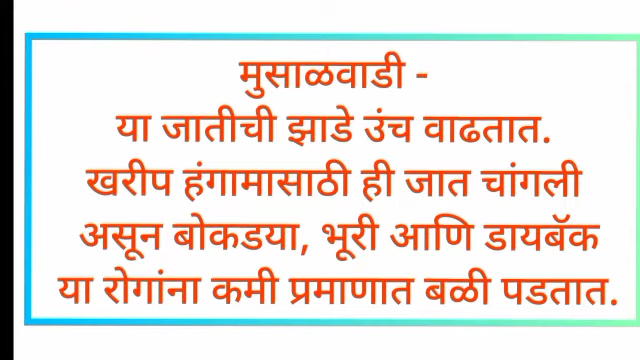 मुसाळवाडी -
या जातीची झाडे उंच वाढतात.
खरीप हंगामासाठी ही जात चांगली
असून बोकडया, भूरी आणि डायबॅक
या रोगांना कमी प्रमाणात बळी पडतात.